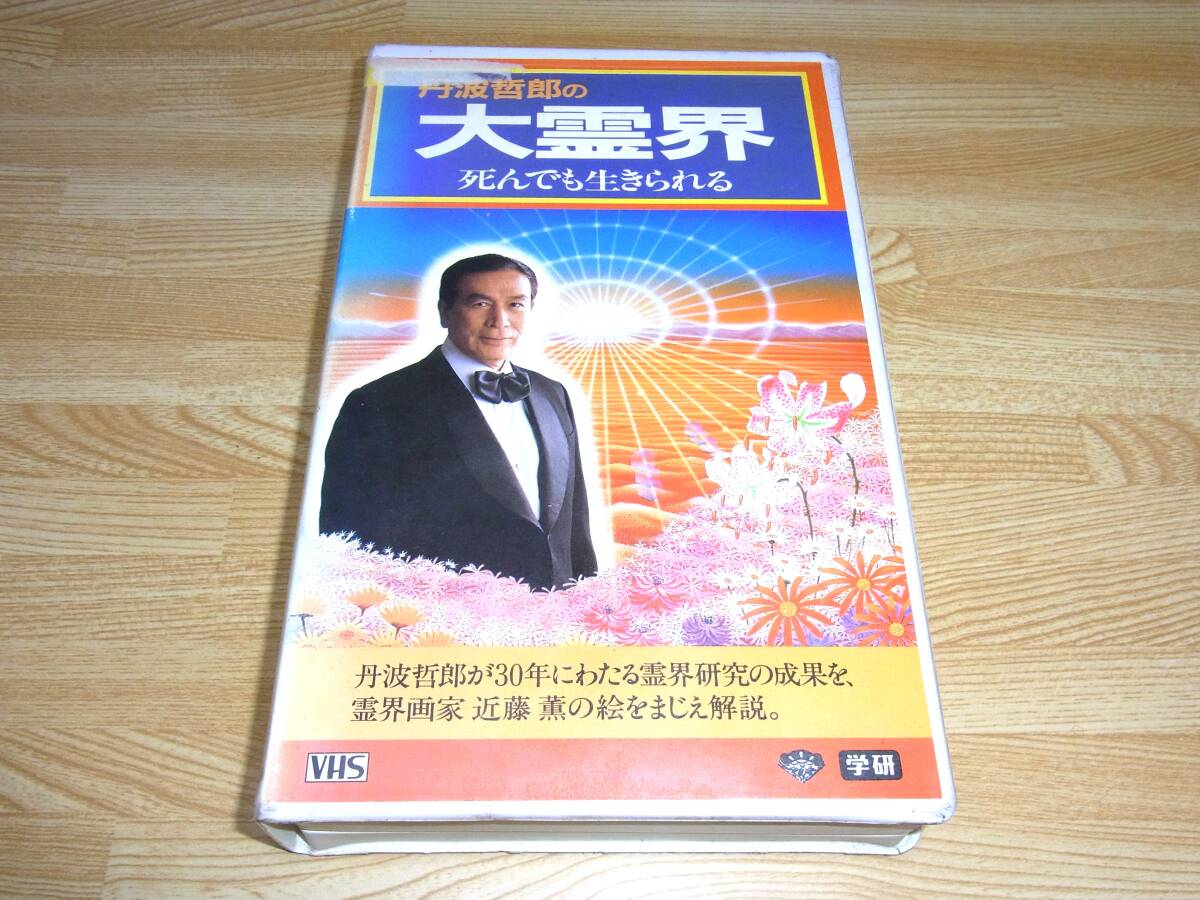 丹波哲郎の
大霊界
死んでも生きられる
丹波哲郎が30年にわたる霊界研究の成果を、
霊界画家 近藤 薫の絵をまじえ解説。
VHS
学研